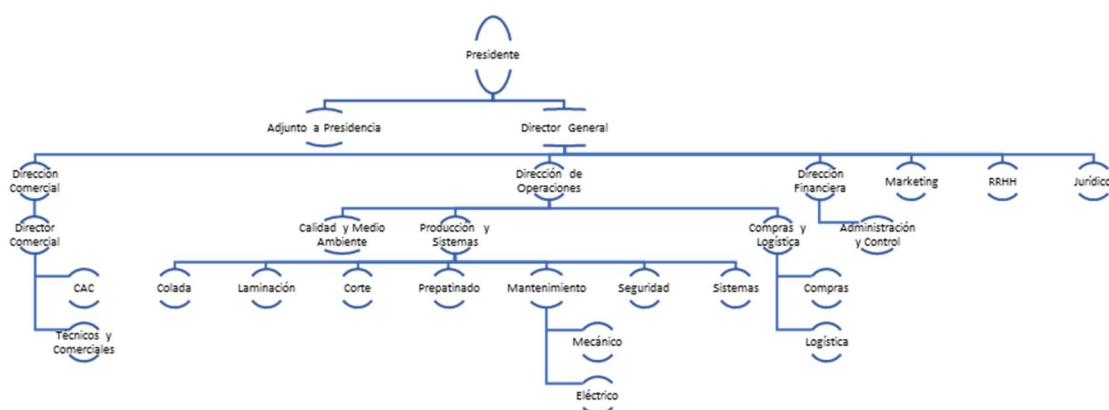 Presidente
Adjunto a Presidencia
Director General
Dirección
Comercial
Dirección de
Operaciones
Dirección
Financiera
Marketing
RRHH
Jurídico
Director
Comercial
Calidad y Medio
Ambiente
Producción y
Sistemas
Compras y
Logística
Administración
y Control
CAC
Colada
Laminación
Corte
Prepatinado
Mantenimiento
Seguridad
Sistemas
Compras
Técnicos y
Comerciales
Mecánico
Logística
Eléctrico